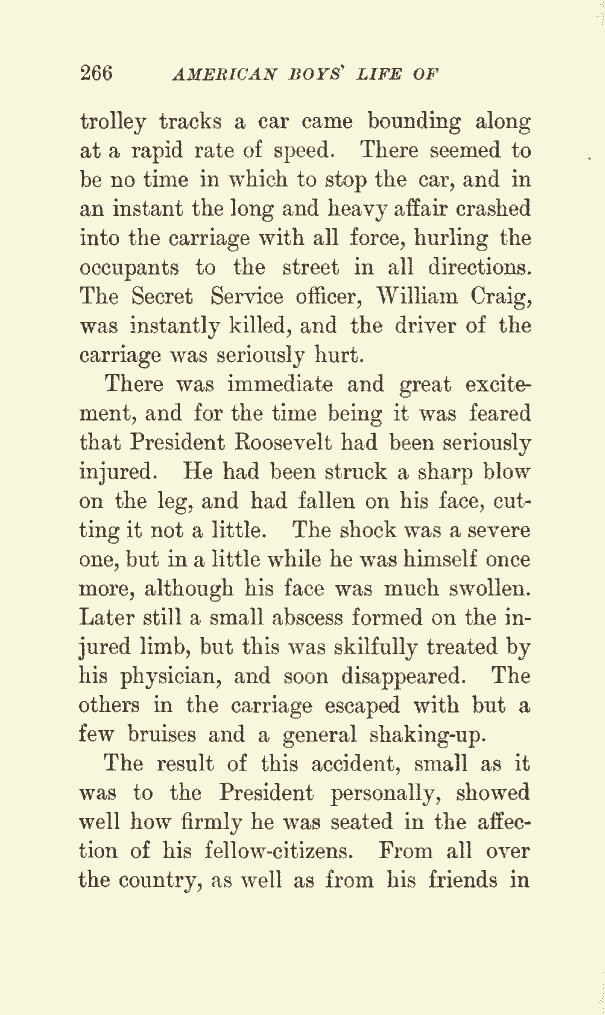 266 AMERICAN BOYS' LIFE OF
trolley tracks a car came bounding along
at a rapid rate of speed. There seemed to
be no time in which to stop the car, and in
an instant the long and heavy affair crashed
into the carriage with all force, hurling the
occupants to the street in all directions.
The Secret Service officer, William Craig,
was instantly killed, and the driver of the
carriage was seriously hurt.
There was immediate and great excite-
ment, and for the time being it was feared
that President Roosevelt had been seriously
injured. He had been struck a sharp blow
on the leg, and had fallen on his face, cut-
ting it not a little. The shock was a severe
one, but in a little while he was himself once
more, although his face was much swollen.
Later still a small abscess formed on the in-
jured limb, but this was skilfully treated by
his physician, and soon disappeared. The
others in the carriage escaped with but a
few bruises and a general shaking-up.
The result of this accident, small as it
was to the President personally, showed
well how firmly he was seated in the affec-
tion of his fellow-citizens. From all over
the country, as well as from his friends in